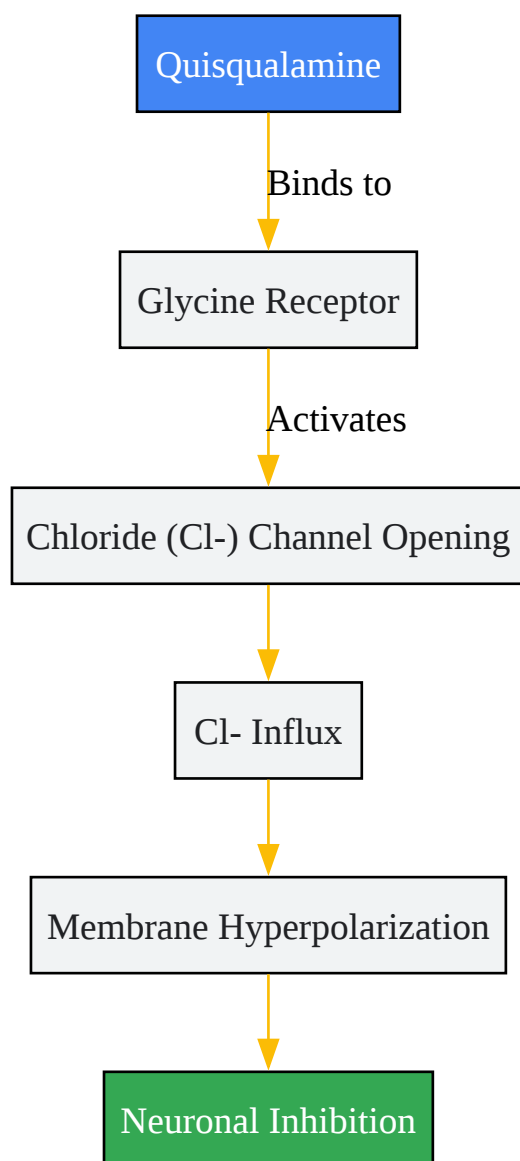 Quisqualamine
Binds to
Glycine Receptor
Activates
Chloride (Cl-) Channel Opening
Cl- Influx
Membrane Hyperpolarization
Neuronal Inhibition